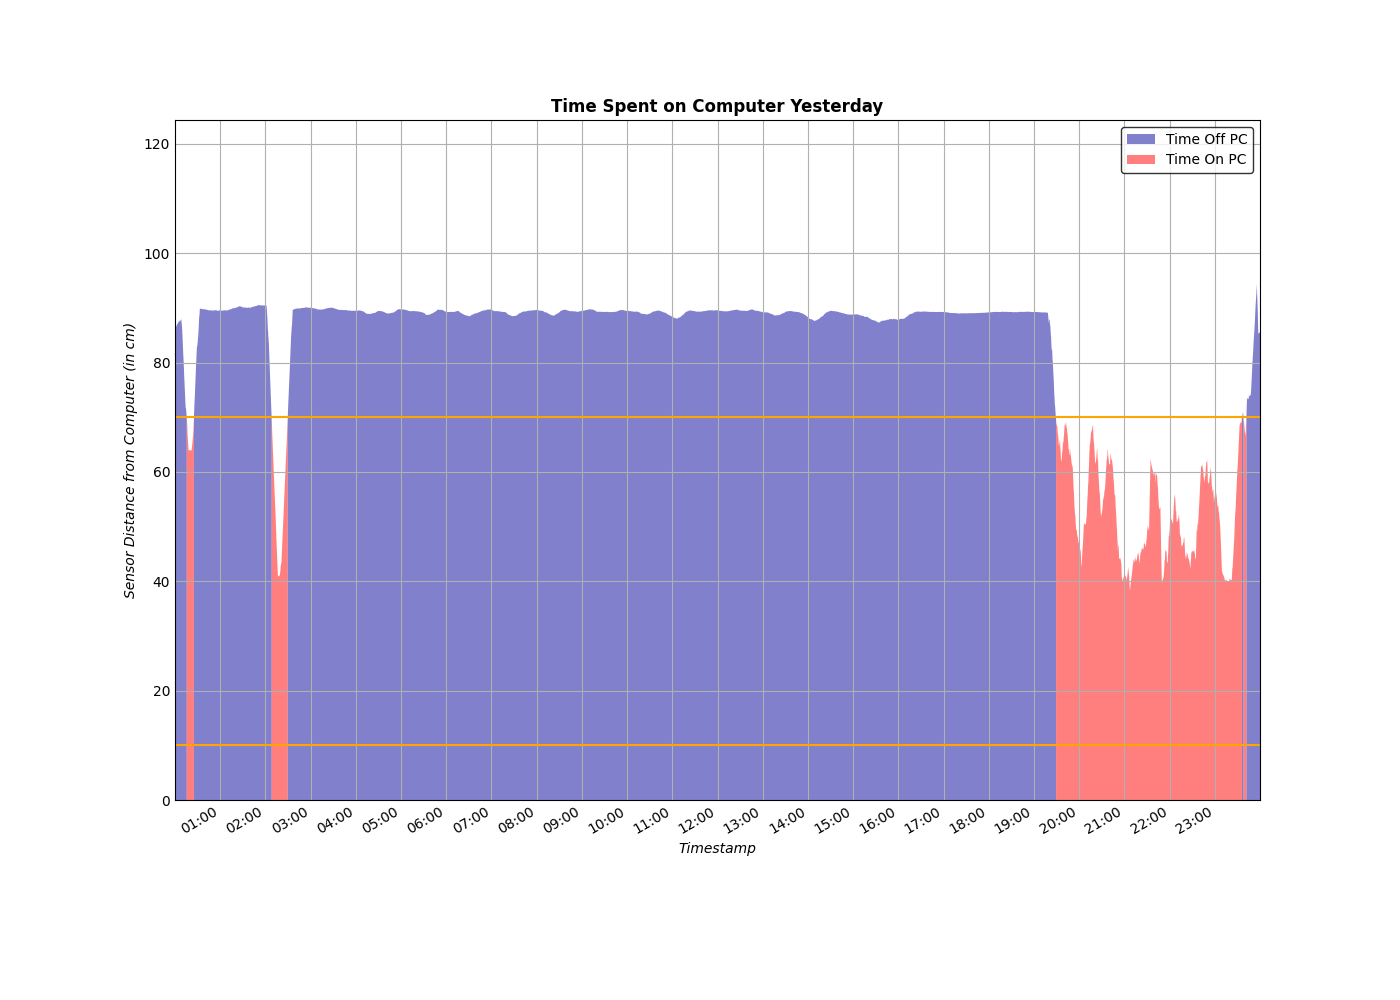 Time Spent on Computer Yesterday
Time Off PC
Time On PC
120
100
80
60
40
20
0
Sensor Distance from Computer (in cm)
01:00 02:00 03:00 04:00 05:00 06:00 07:00 08:00 09:00 10:00 11:00 12:00 13:00 14:00 15:00 16:00 17:00 18:00 19:00 20:00 21:00 22:00 23:00
Timestamp